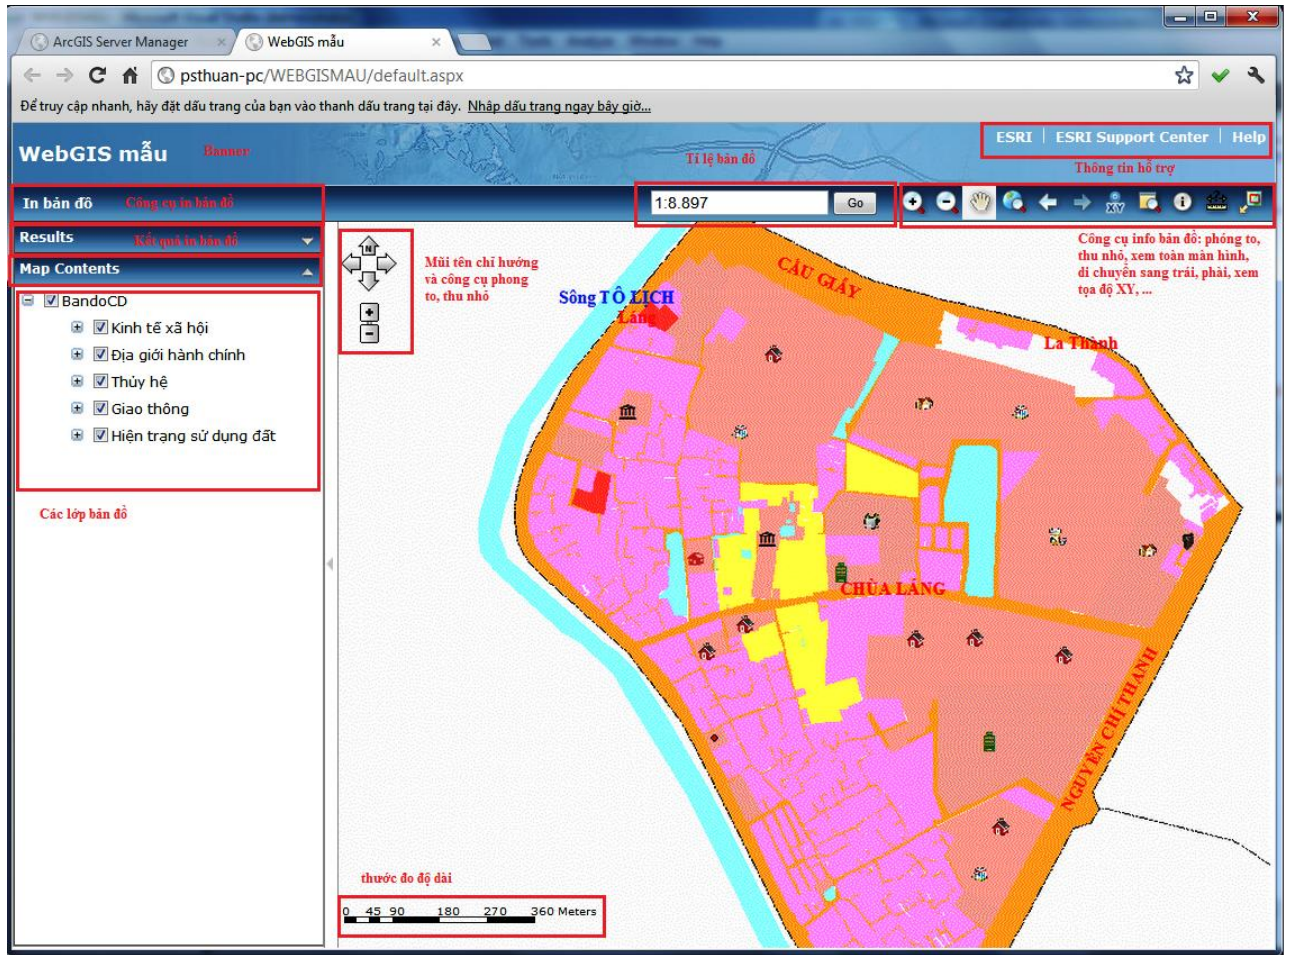 ArcGIS Server Manager
WebGIS mẫu
psthuan-pc/WEBGISMAU/default.aspx
Để truy cập nhanh, hãy đặt dấu trang của bạn vào thanh dấu trang tại đây. Nhập dấu trang ngay bây giờ...
WebGIS mẫu
Banner
Tỉ lệ bản đồ
ESRI | ESRI Support Center | Help
Thông tin hỗ trợ
In bản đồ
Công cụ in bản đồ
1:8.897
Go
XY
Results
Kết quả in bản đồ
Map Contents
BandoCD
Kinh tế xã hội
Địa giới hành chính
Thủy hệ
Giao thông
Hiện trạng sử dụng đất
Các lớp bản đồ
N
Mũi tên chỉ hướng
và công cụ phong
to, thu nhỏ
Công cụ info bản đồ: phóng to,
thu nhỏ, xem toàn màn hình,
di chuyển sang trái, phải, xem
tọa độ XY, ...
CẦU GIẤY
Sông TÔ LỊCH
Láng
La Thành
CHÙA LÁNG
NGUYỄN CHÍ THANH
thước đo độ dài
0 45 90 180 270 360 Meters